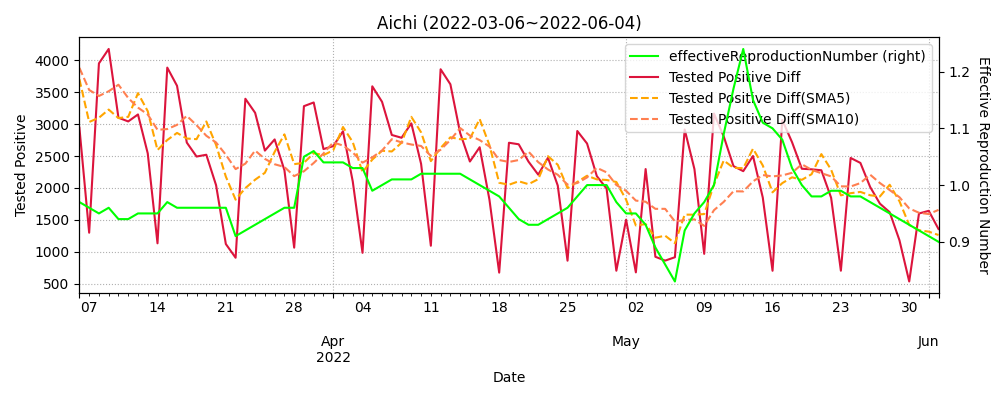 Aichi (2022-03-06~2022-06-04)
effectiveReproductionNumber (right)
Tested Positive Diff
Tested Positive Diff(SMA5)
Tested Positive Diff(SMA10)
Tested Positive
4000
3500
3000
2500
2000
1500
1000
500
1.2
1.1
1.0
0.9
Effective Reproduction Number
07 14 21 28 04 11 18 25 02 09 16 23 30
Apr May Jun
2022
Date